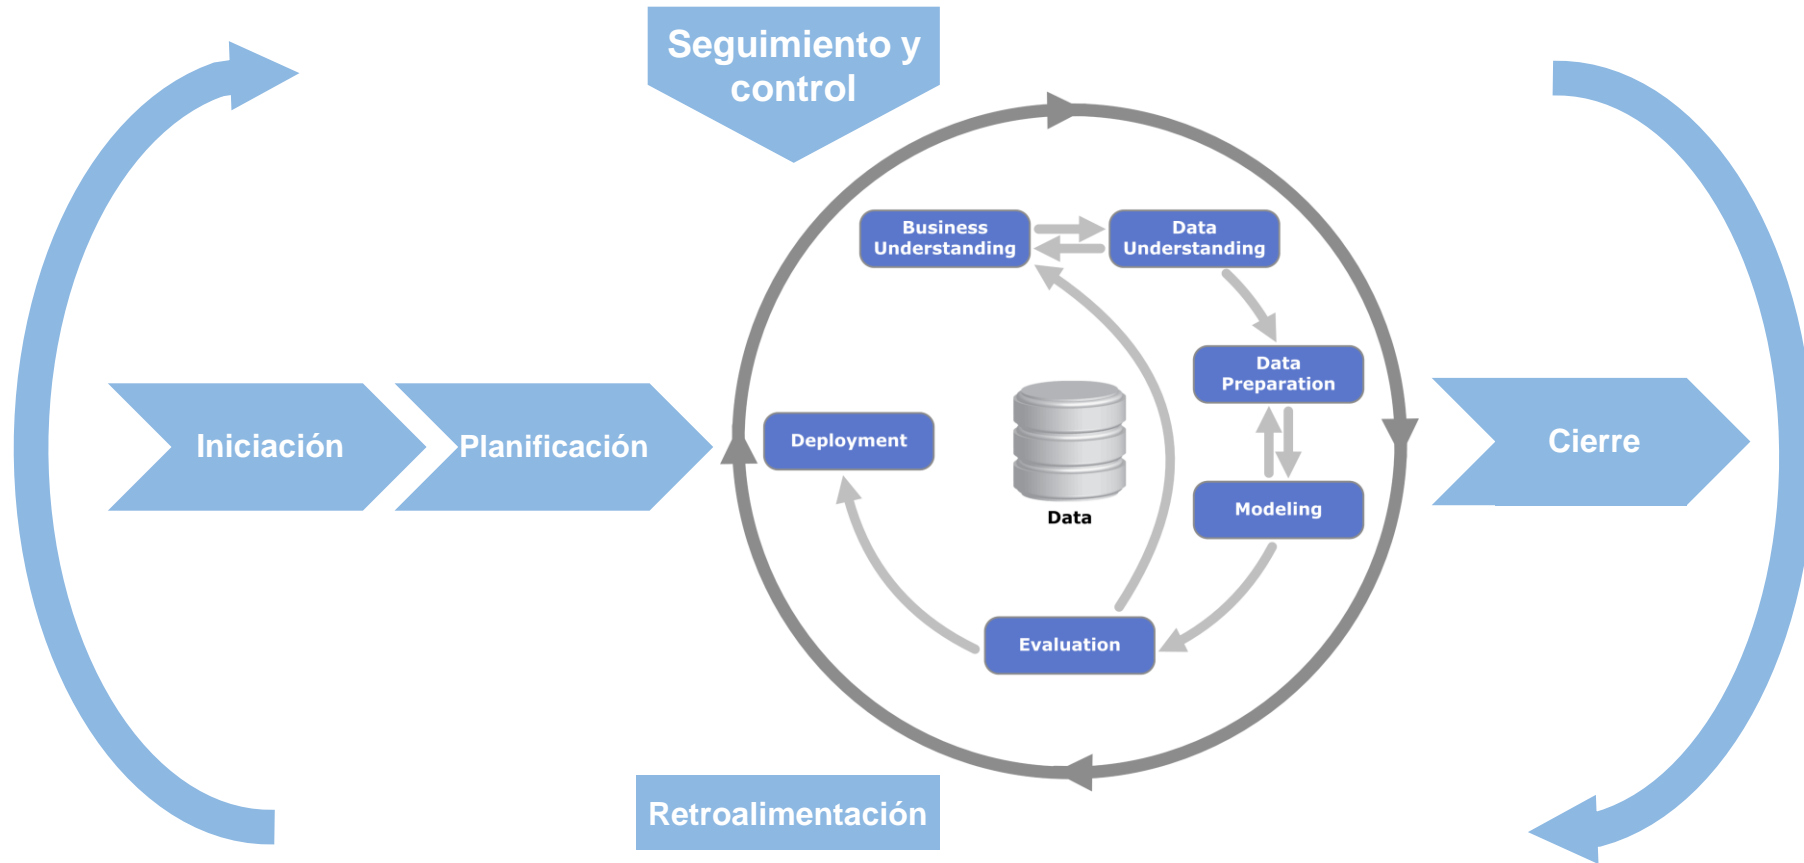 Seguimiento y
control
Business
Understanding
Data
Understanding
Data
Preparation
Iniciación
Planificación
Deployment
Cierre
Modeling
Data
Evaluation
Retroalimentación